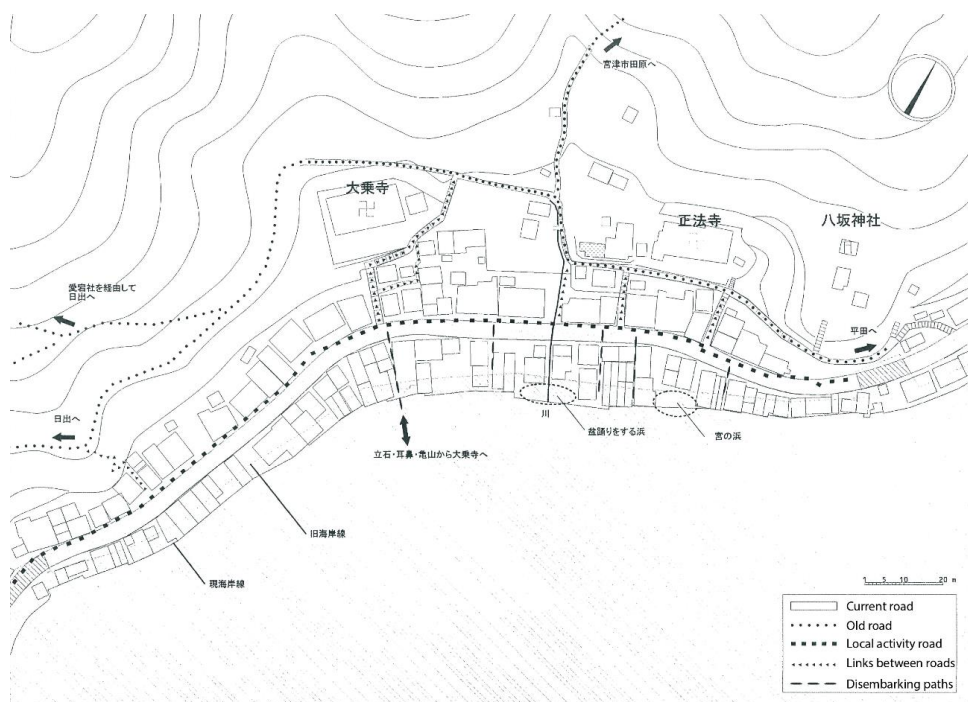 宮津市田原へ
大乗寺
正法寺
八坂神社
愛宕社を経由して
日出へ
平田へ
日出へ
川
盆踊りをする浜
宮の浜
立石・耳鼻・亀山から大乗寺へ
旧海岸線
現海岸線
1 5 10 20 m
Current road
Old road
Local activity road
Links between roads
Disembarking paths